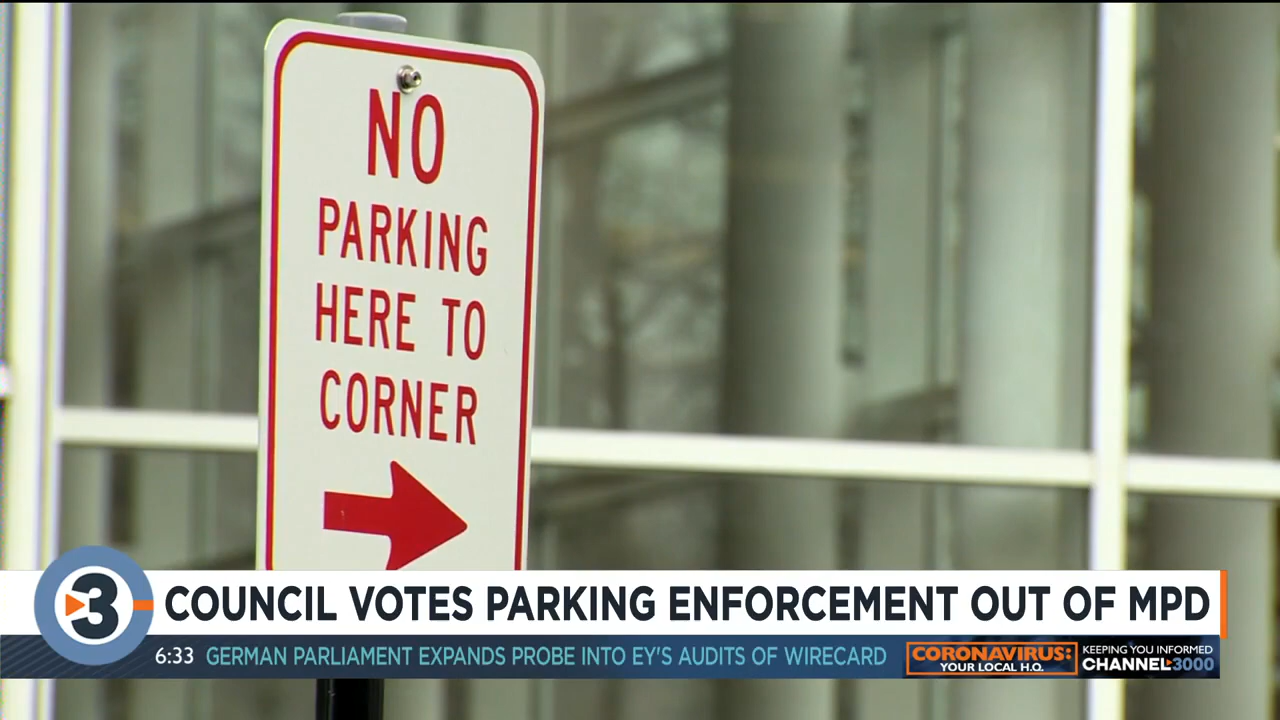 NO
PARKING
HERE TO
CORNER
3
COUNCIL VOTES PARKING ENFORCEMENT OUT OF MPD
6:33 GERMAN PARLIAMENT EXPANDS PROBE INTO EY'S AUDITS OF WIRECARD
CORONAVIRUS:
YOUR LOCAL H.Q.
KEEPING YOU INFORMED
CHANNEL3000